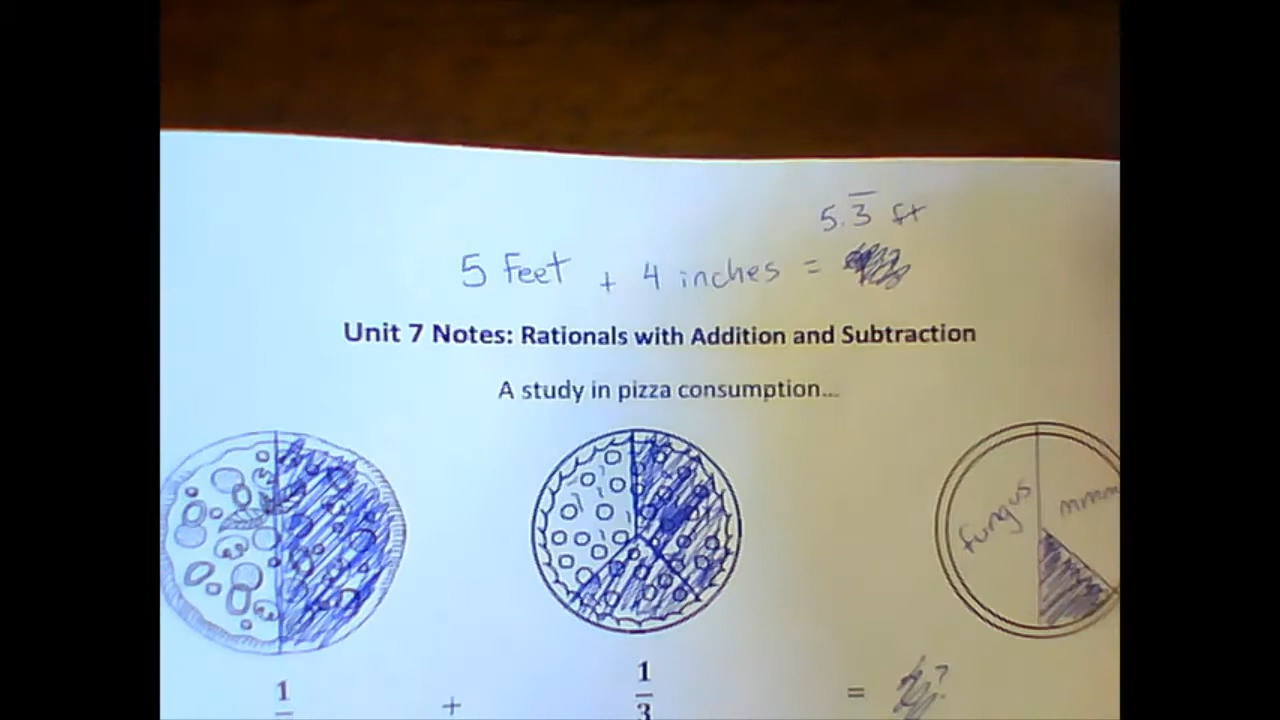 5.3̅ ft
5 Feet + 4 inches =
Unit 7 Notes: Rationals with Addition and Subtraction
A study in pizza consumption...
fungus
mmm
1 + 1/3 = ?